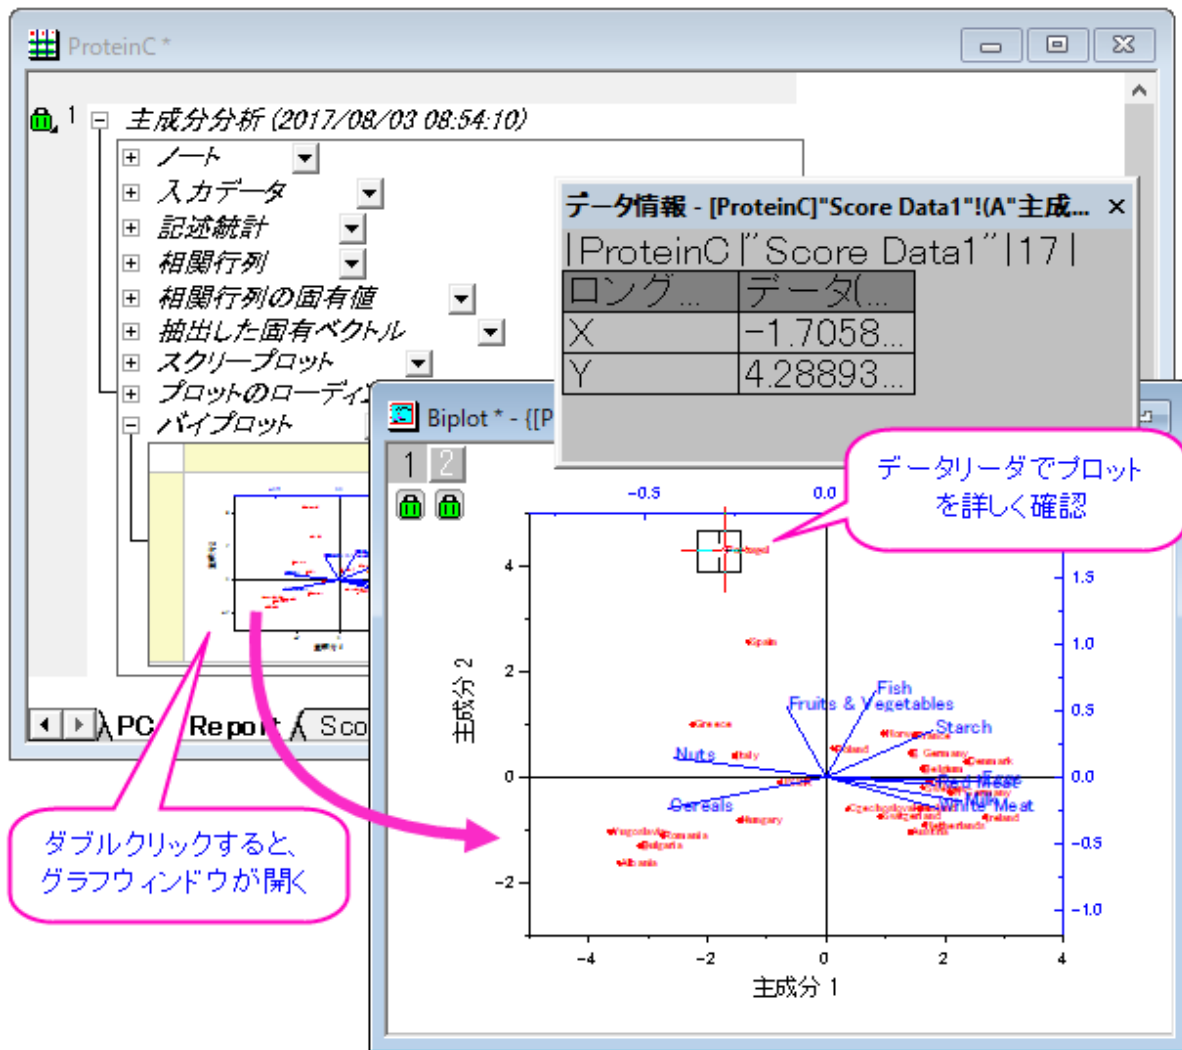 ProteinC *
1
主成分分析 (2017/08/03 08:54:10)
ノート
入力データ
記述統計
相関行列
相関行列の固有値
抽出した固有ベクトル
スクリープロット
プロットのローディン
バイプロット
データ情報 - [ProteinC]"Score Data1"!(A"主成... ×
|ProteinC|"Score Data1"|17|
ロング... データ(...
X -1.7058...
Y 4.28893...
Biplot * - {[P
1 2
データリーダでプロット
を詳しく確認
-0.5 0.0
4
2
0
-2
主成分 2
1.5
1.0
0.5
0.0
-0.5
-1.0
Spain
Fish
Fruits & Vegetables
Greece
Starch
Poland
Nuts
Italy
E Germany
Denmark
Belgium
Red Meat
Milk
White Meat
Cereals
Hungary
Ireland
Netherlands
Austria
Yugoslavia
Romania
Bulgaria
Albania
-4 -2 0 2 4
主成分 1
PC Report Sco
ダブルクリックすると、
グラフウィンドウが開く